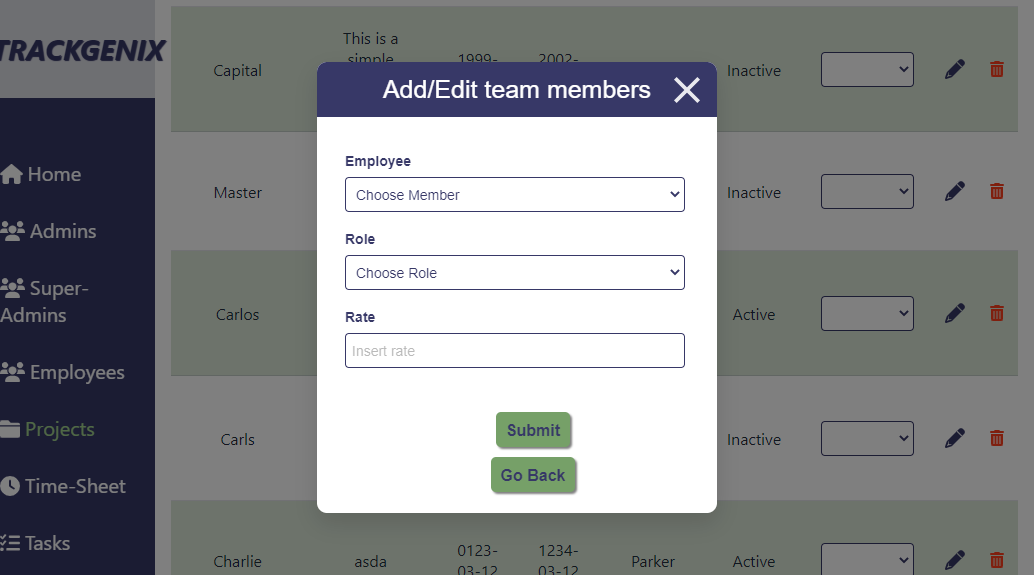 TRACKGENIX
Home
Admins
Super-
Admins
Employees
Projects
Time-Sheet
Tasks
Capital
This is a
simple
1999-
2002-
Inactive
Master
Inactive
Carlos
Active
Carls
Inactive
Charlie
asda
0123-
03-12
1234-
03-12
Parker
Active
Add/Edit team members
Employee
Choose Member
Role
Choose Role
Rate
Insert rate
Submit
Go Back